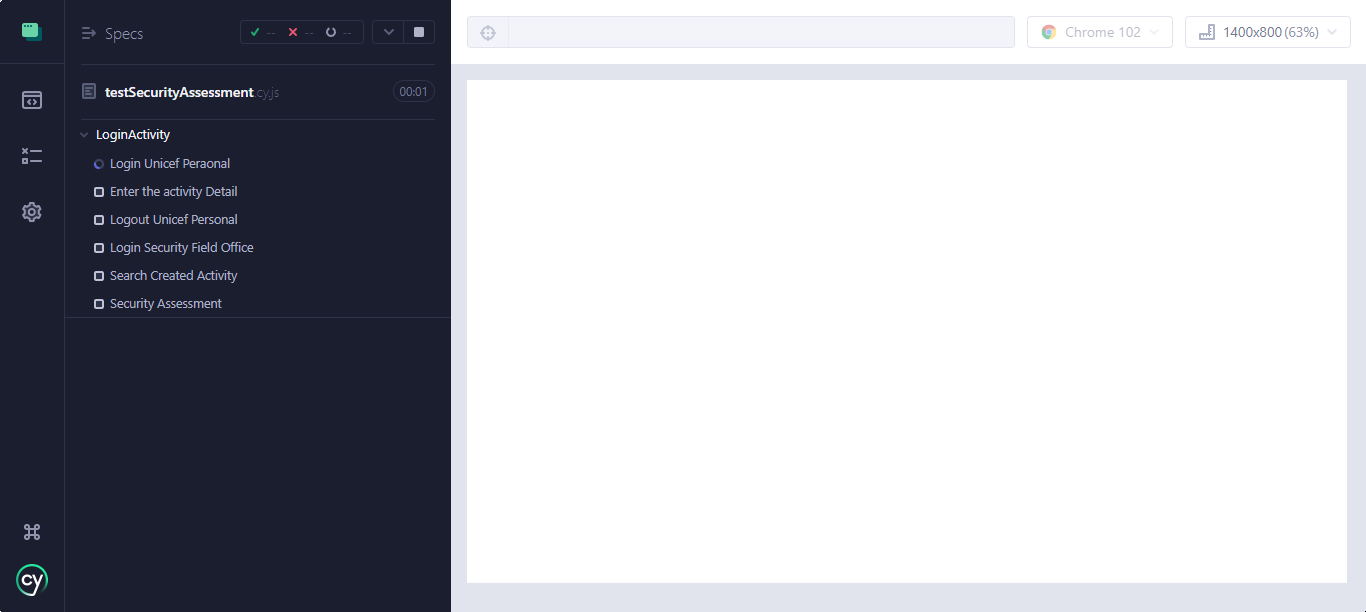 Specs
-- -- --
testSecurityAssessment.cy.js 00:01
LoginActivity
Login Unicef Peraonal
Enter the activity Detail
Logout Unicef Personal
Login Security Field Office
Search Created Activity
Security Assessment
cy
Chrome 102
1400x800 (63%)